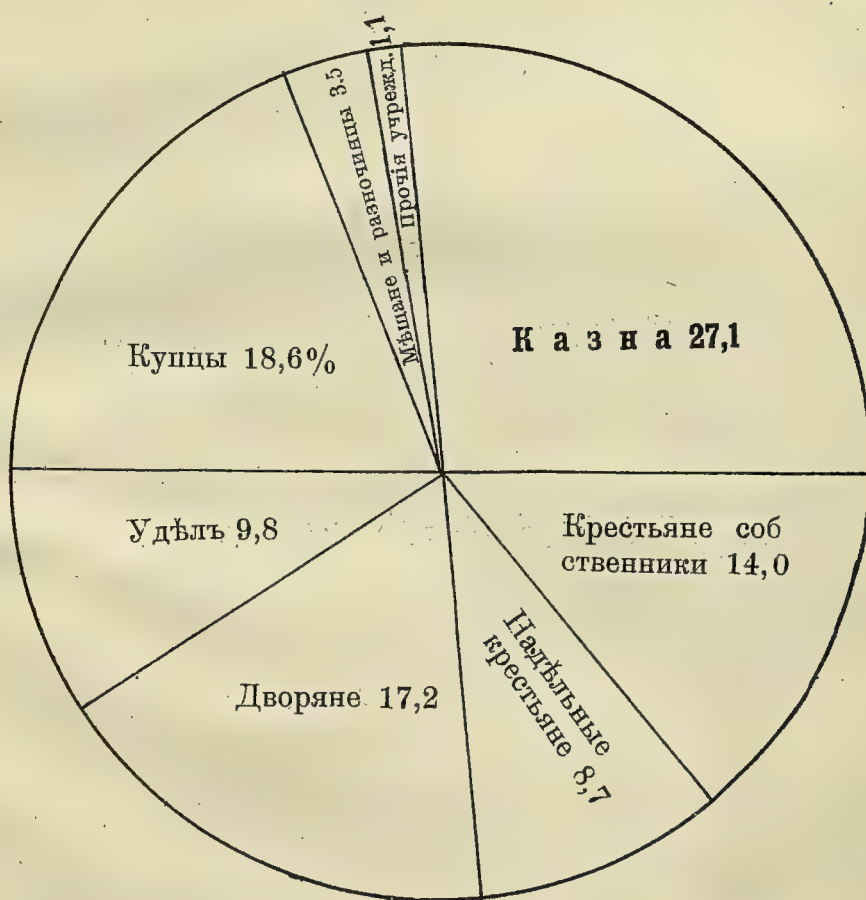 Прочія учрежд. 1,1
Мѣщане и разночинцы 3.5
К а з н а 27,1
Купцы 18,6%
Удѣлъ 9,8
Крестьяне соб
ственники 14,0
Надѣльные
крестьяне 8,7
Дворяне 17,2